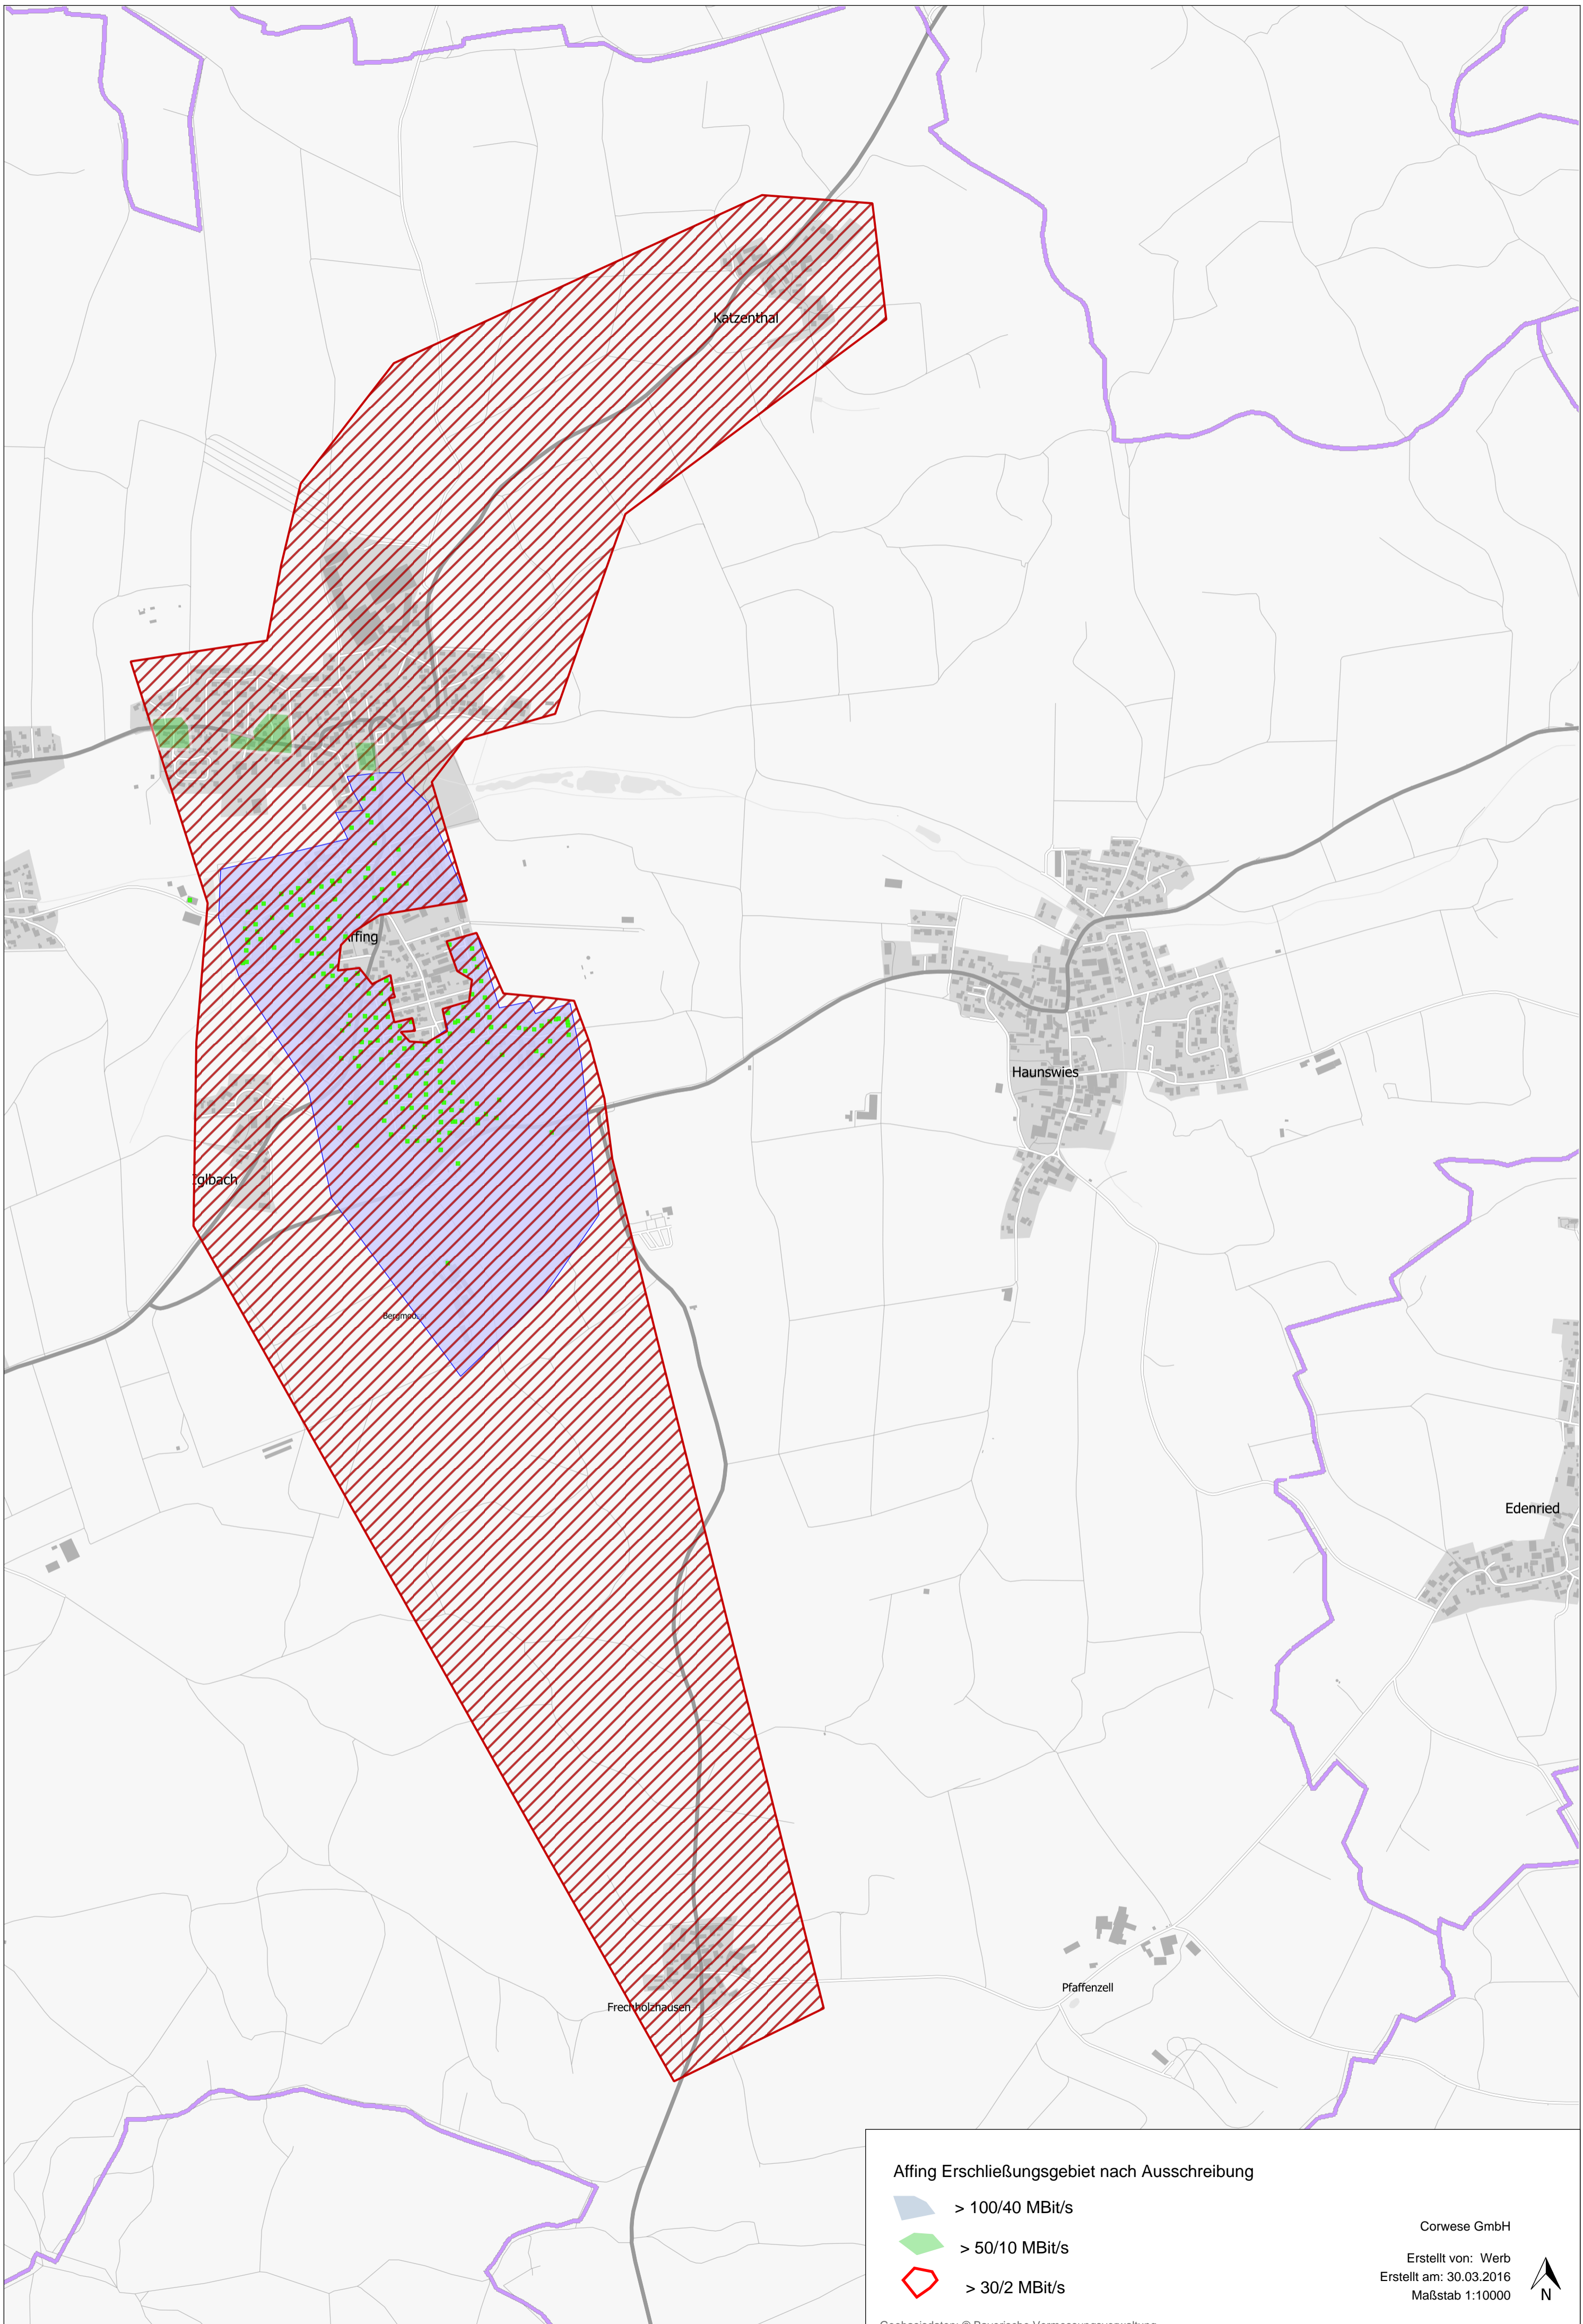 Katzenthal
Haunswies
Edenried
Pfaffenzell
Frechholzhausen
Affing Erschließungsgebiet nach Ausschreibung
> 100/40 MBit/s
> 50/10 MBit/s
> 30/2 MBit/s
Corwese GmbH
Erstellt von: Werb
Erstellt am: 30.03.2016
Maßstab 1:10000
N